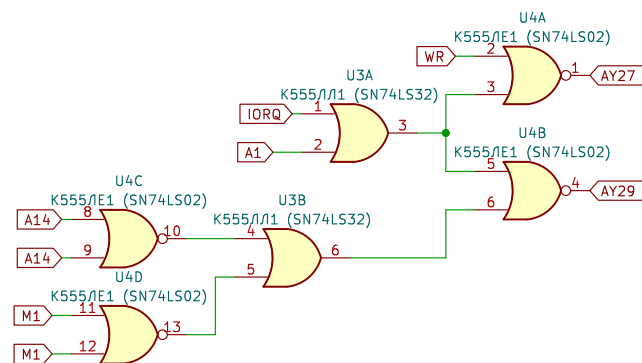 U4A
К555ЛЕ1 (SN74LS02)
WR
2
1
AY27
3
U3A
К555ЛЛ1 (SN74LS32)
IORQ
1
3
A1
2
U4B
К555ЛЕ1 (SN74LS02)
5
4
AY29
6
U4C
К555ЛЕ1 (SN74LS02)
A14
8
10
A14
9
U3B
К555ЛЛ1 (SN74LS32)
4
6
5
U4D
К555ЛЕ1 (SN74LS02)
M1
11
13
M1
12